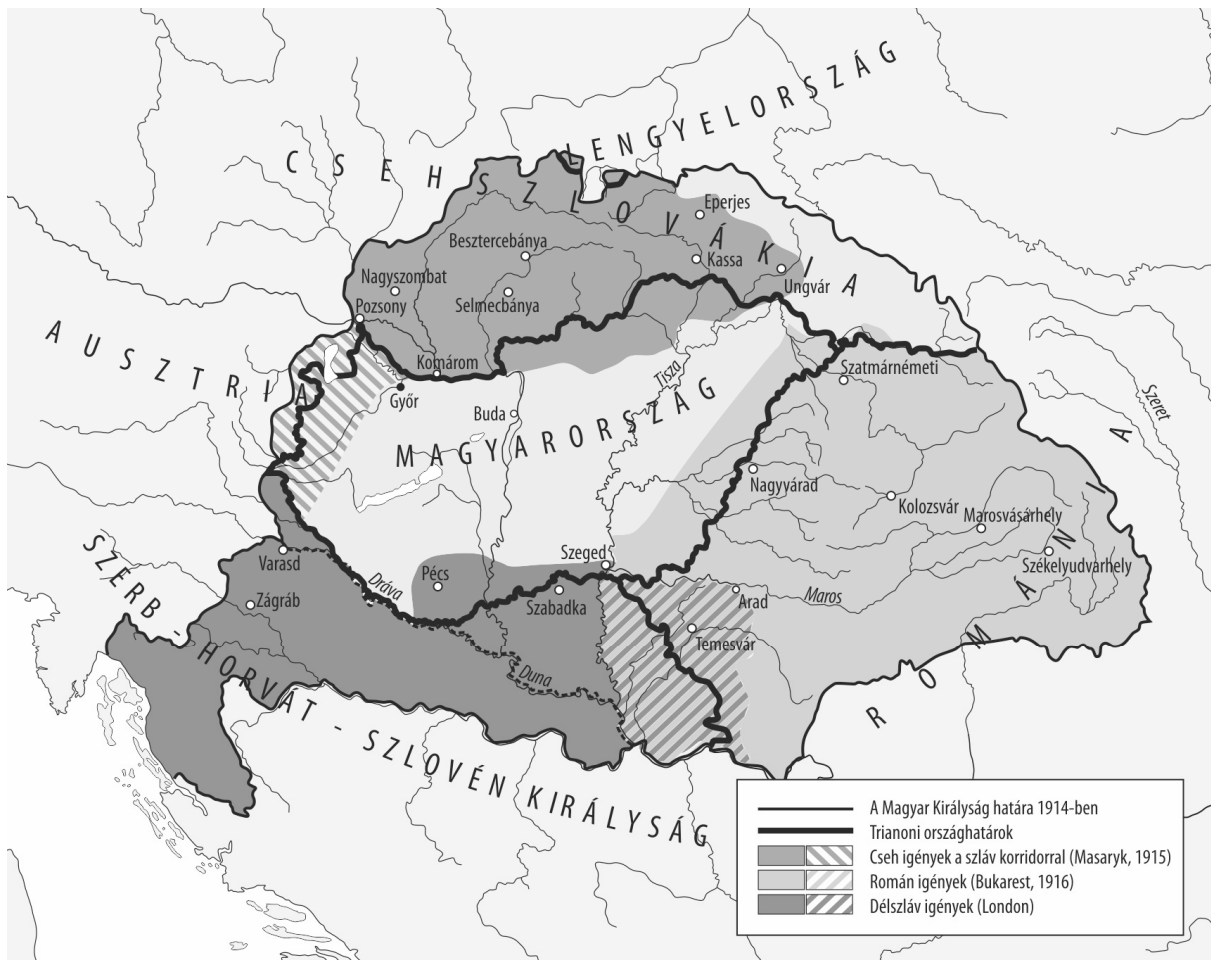 LENGYELORSZÁG
CSEHSZLOVÁKIA
Eperjes
Besztercebánya
Kassa
Ungvár
Nagyszombat
Selmecbánya
Pozsony
AUSZTRIA
Komárom
Győr
Buda
Tisza
Szatmárnémeti
Szeret
MAGYARORSZÁG
Nagyvárad
Kolozsvár
Marosvásárhely
Székelyudvarhely
ROMÁNIA
Szeged
Varasd
Pécs
Dráva
Szabadka
Arad
Maros
Zágráb
Temesvár
Duna
SZERB-HORVÁT-SZLOVÉN KIRÁLYSÁG
A Magyar Királyság határa 1914-ben
Trianoni országhatárok
Cseh igények a szláv korridorral (Masaryk, 1915)
Román igények (Bukarest, 1916)
Délszláv igények (London)